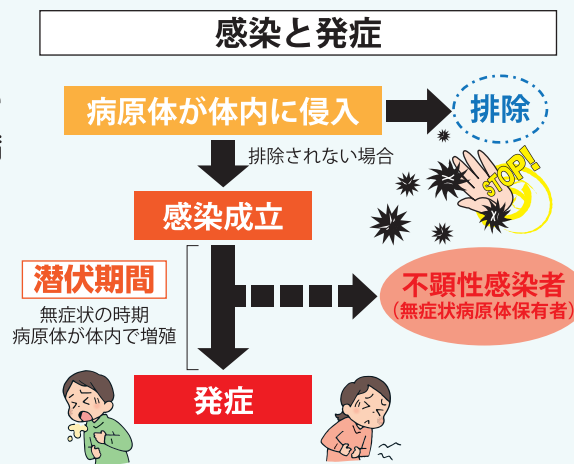 感染と発症
病原体が体内に侵入
排除
排除されない場合
STOP!
感染成立
潜伏期間
無症状の時期
病原体が体内で増殖
不顕性感染者
(無症状病原体保有者)
発症